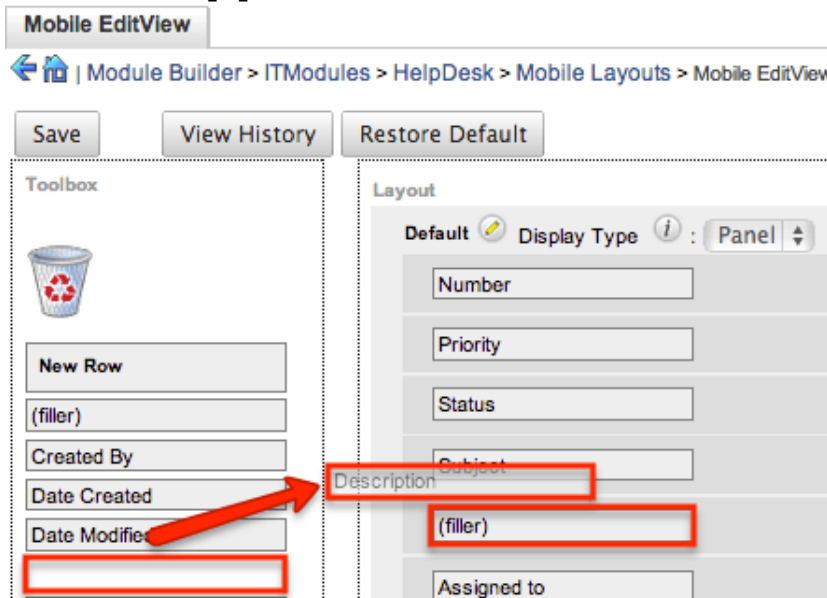 Mobile EditView
| Module Builder > ITModules > HelpDesk > Mobile Layouts > Mobile EditView
Save View History Restore Default
Toolbox
Layout
Default Display Type i : Panel
Number
Priority
New Row
Status
(filler)
Created By
Subject
Description
Date Created
(filler)
Date Modified
Assigned to